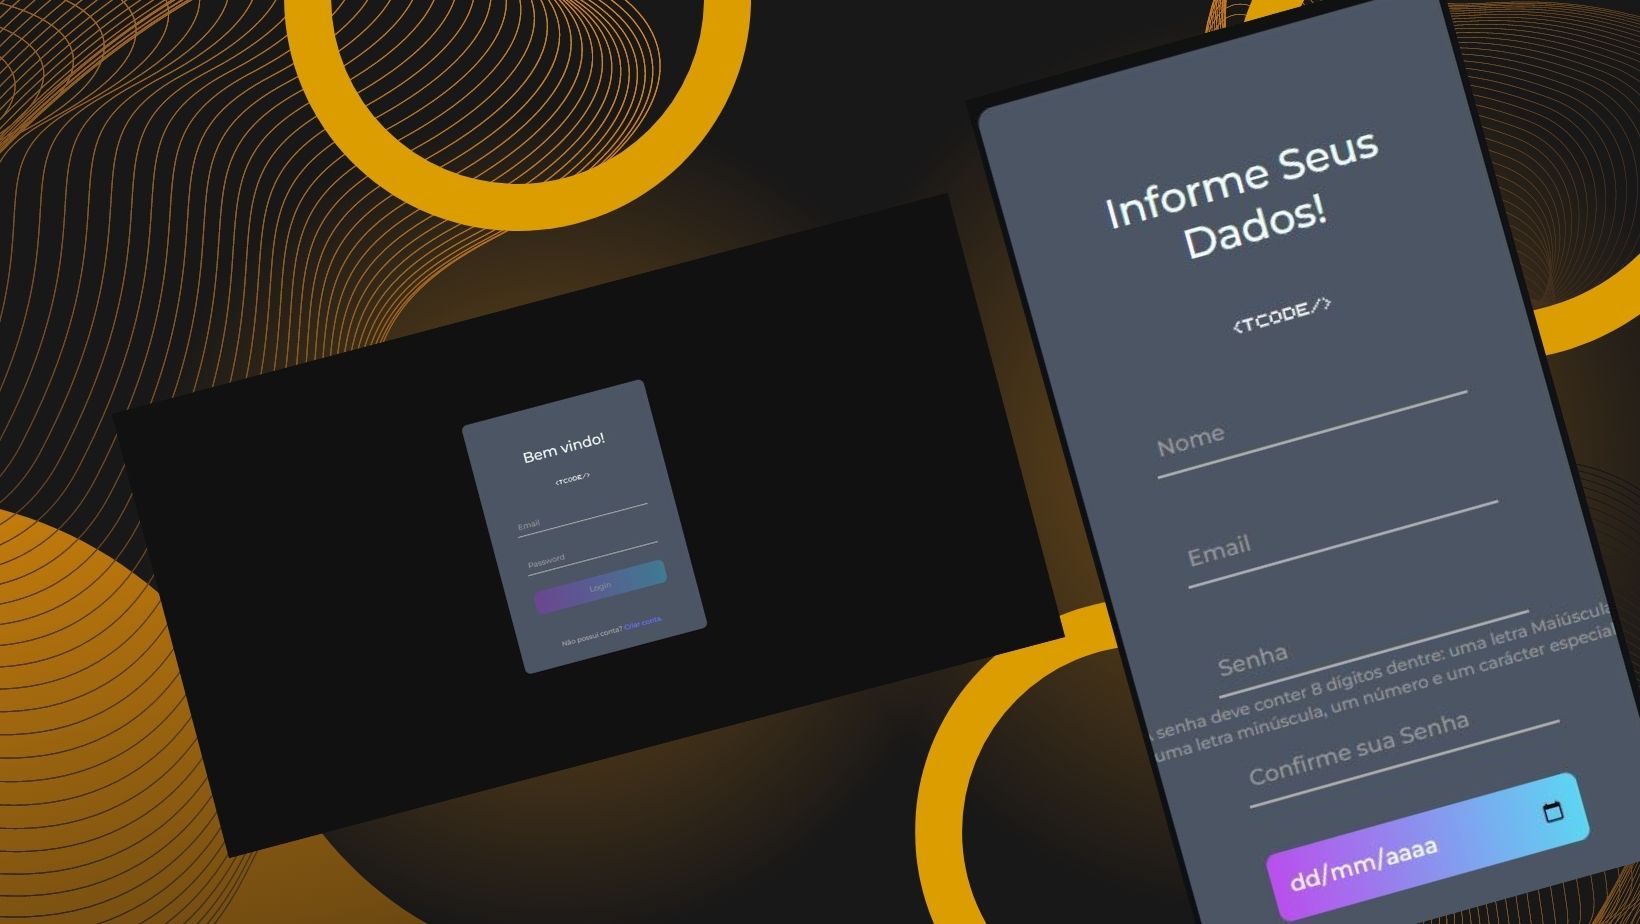 Bem vindo!
<TCODE/>
Email
Password
Login
Não possui conta? Criar conta.
Informe Seus
Dados!
<TCODE/>
Nome
Email
Senha
senha deve conter 8 dígitos dentre: uma letra Maiúscula
uma letra minúscula, um número e um carácter especial
Confirme sua Senha
dd/mm/aaaa